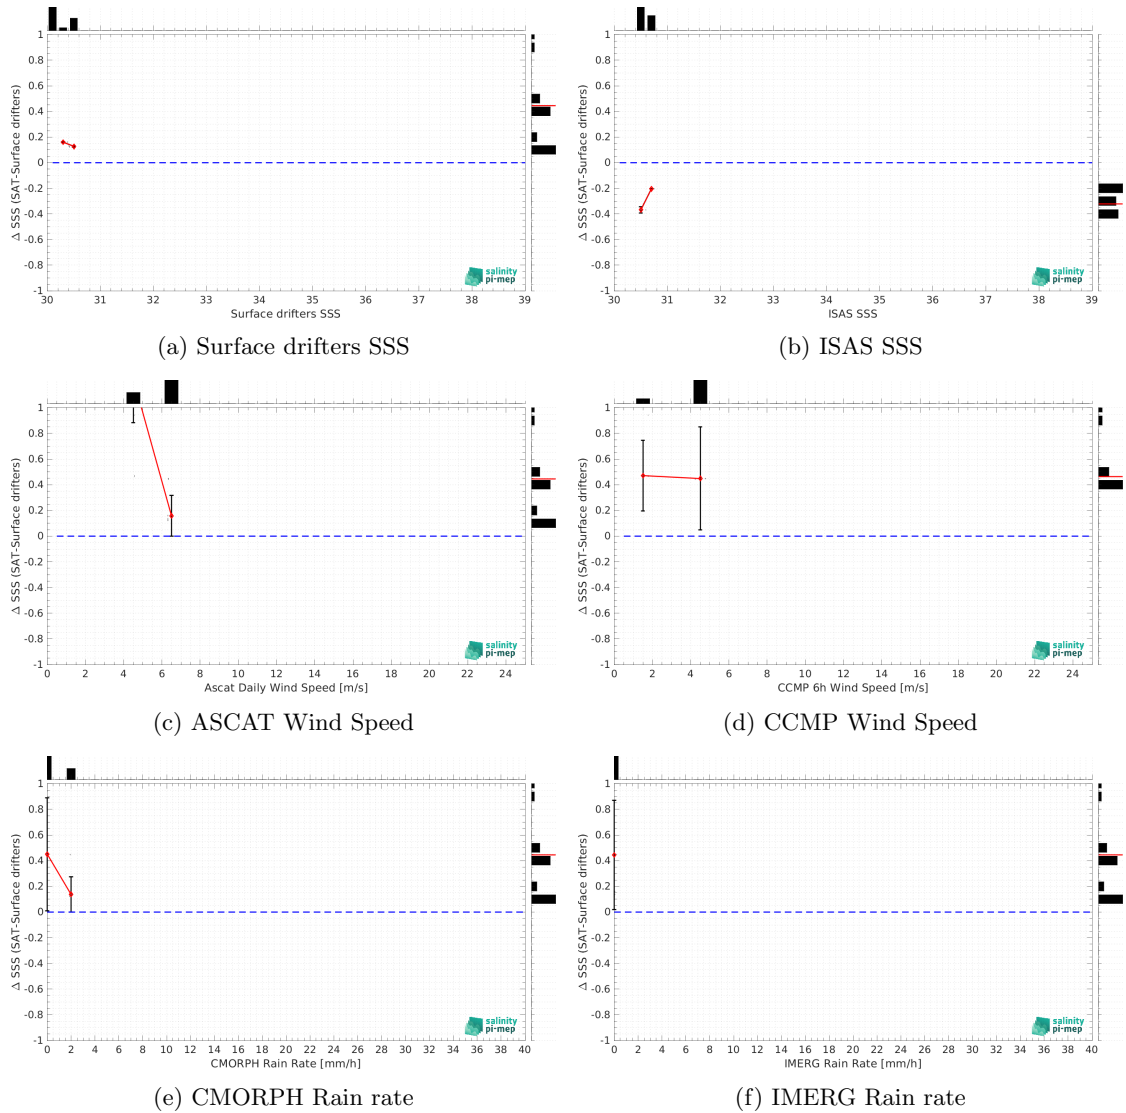 1
0.8
0.6
0.4
0.2
0
-0.2
-0.4
-0.6
-0.8
-1
Δ SSS (SAT-Surface drifters)
30 31 32 33 34 35 36 37 38 39
Surface drifters SSS
salinity
pi-mep
(a) Surface drifters SSS
1
0.8
0.6
0.4
0.2
0
-0.2
-0.4
-0.6
-0.8
-1
Δ SSS (SAT-Surface drifters)
30 31 32 33 34 35 36 37 38 39
ISAS SSS
salinity
pi-mep
(b) ISAS SSS
1
0.8
0.6
0.4
0.2
0
-0.2
-0.4
-0.6
-0.8
-1
Δ SSS (SAT-Surface drifters)
0 2 4 6 8 10 12 14 16 18 20 22 24
Ascat Daily Wind Speed [m/s]
salinity
pi-mep
(c) ASCAT Wind Speed
1
0.8
0.6
0.4
0.2
0
-0.2
-0.4
-0.6
-0.8
-1
Δ SSS (SAT-Surface drifters)
0 2 4 6 8 10 12 14 16 18 20 22 24
CCMP 6h Wind Speed [m/s]
salinity
pi-mep
(d) CCMP Wind Speed
1
0.8
0.6
0.4
0.2
0
-0.2
-0.4
-0.6
-0.8
-1
Δ SSS (SAT-Surface drifters)
0 2 4 6 8 10 12 14 16 18 20 22 24 26 28 30 32 34 36 38 40
CMORPH Rain Rate [mm/h]
salinity
pi-mep
(e) CMORPH Rain rate
1
0.8
0.6
0.4
0.2
0
-0.2
-0.4
-0.6
-0.8
-1
Δ SSS (SAT-Surface drifters)
0 2 4 6 8 10 12 14 16 18 20 22 24 26 28 30 32 34 36 38 40
IMERG Rain Rate [mm/h]
salinity
pi-mep
(f) IMERG Rain rate